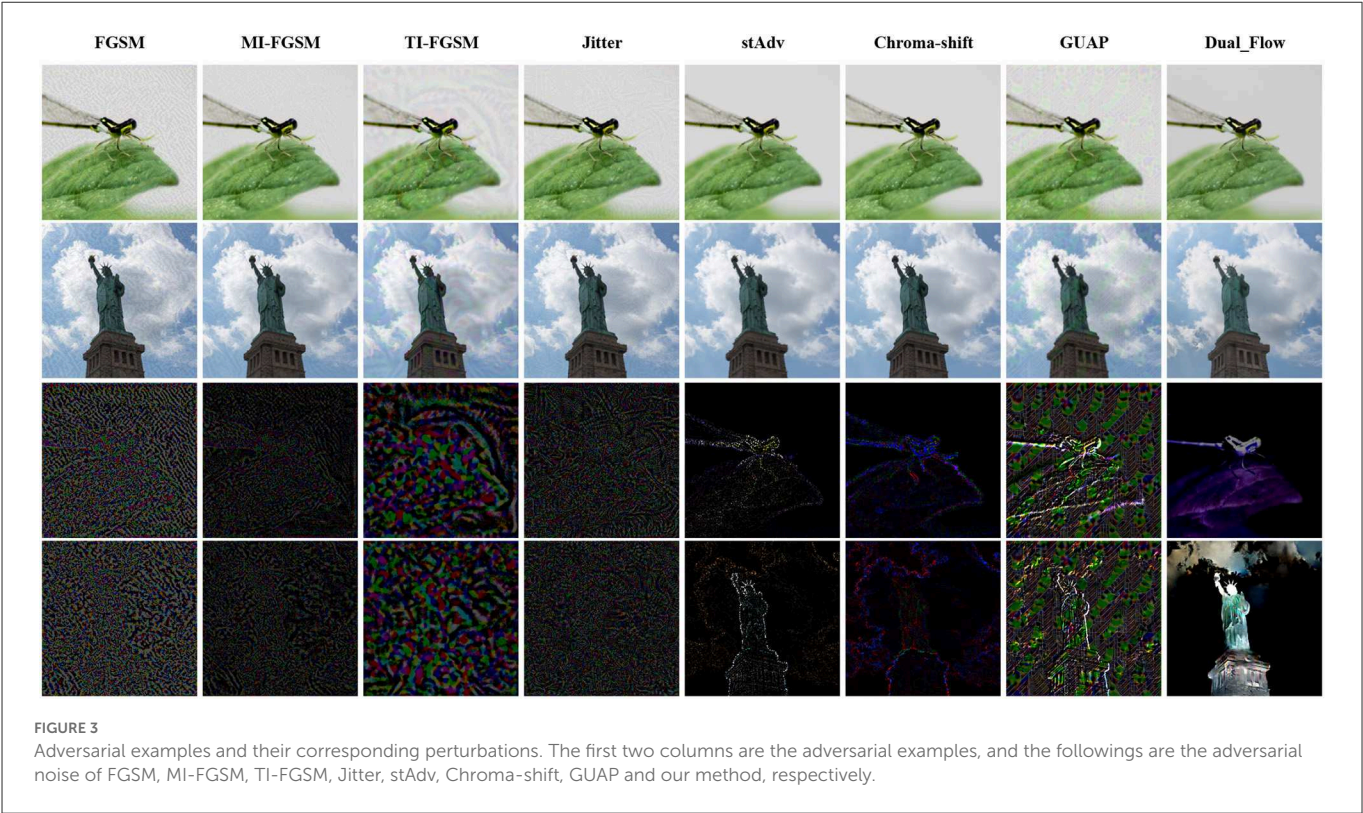 FGSM MI-FGSM TI-FGSM Jitter stAdv Chroma-shift GUAP Dual_Flow
FIGURE 3
Adversarial examples and their corresponding perturbations. The first two columns are the adversarial examples, and the followings are the adversarial
noise of FGSM, MI-FGSM, TI-FGSM, Jitter, stAdv, Chroma-shift, GUAP and our method, respectively.